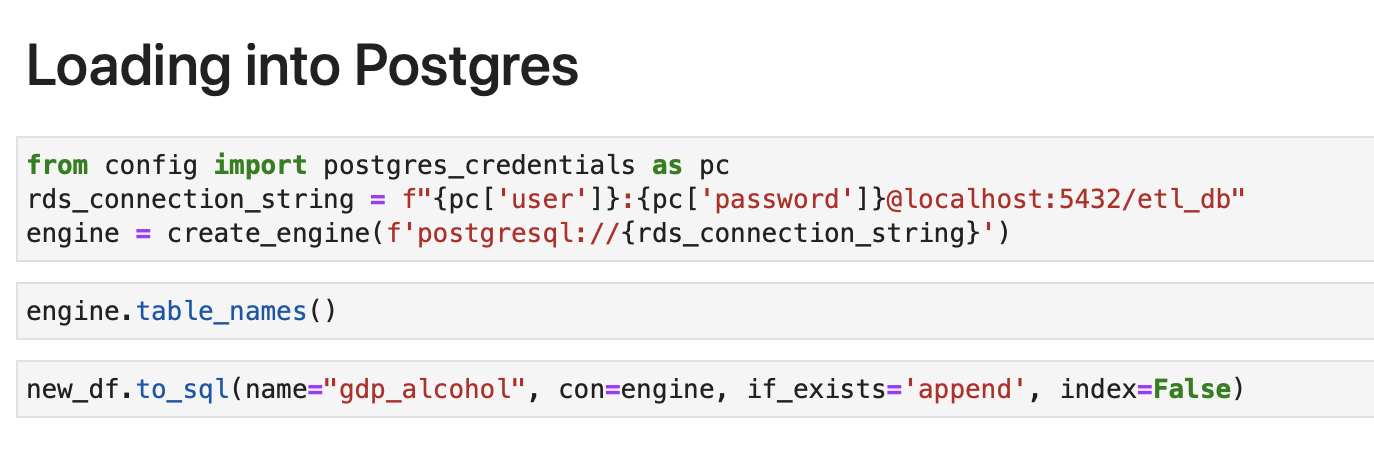 Loading into Postgres
from config import postgres_credentials as pc
rds_connection_string = f"{pc['user']}:{pc['password']}@localhost:5432/etl_db"
engine = create_engine(f'postgresql://{rds_connection_string}')
engine.table_names()
new_df.to_sql(name="gdp_alcohol", con=engine, if_exists='append', index=False)